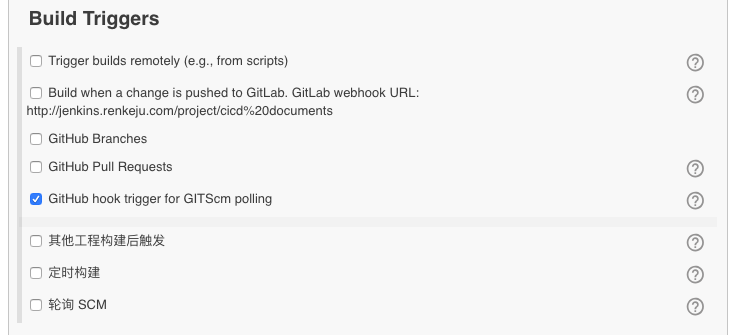 Build Triggers
Trigger builds remotely (e.g., from scripts)
Build when a change is pushed to GitLab. GitLab webhook URL:
http://jenkins.renkeju.com/project/cicd%20documents
GitHub Branches
GitHub Pull Requests
GitHub hook trigger for GITScm polling
其他工程构建后触发
定时构建
轮询 SCM